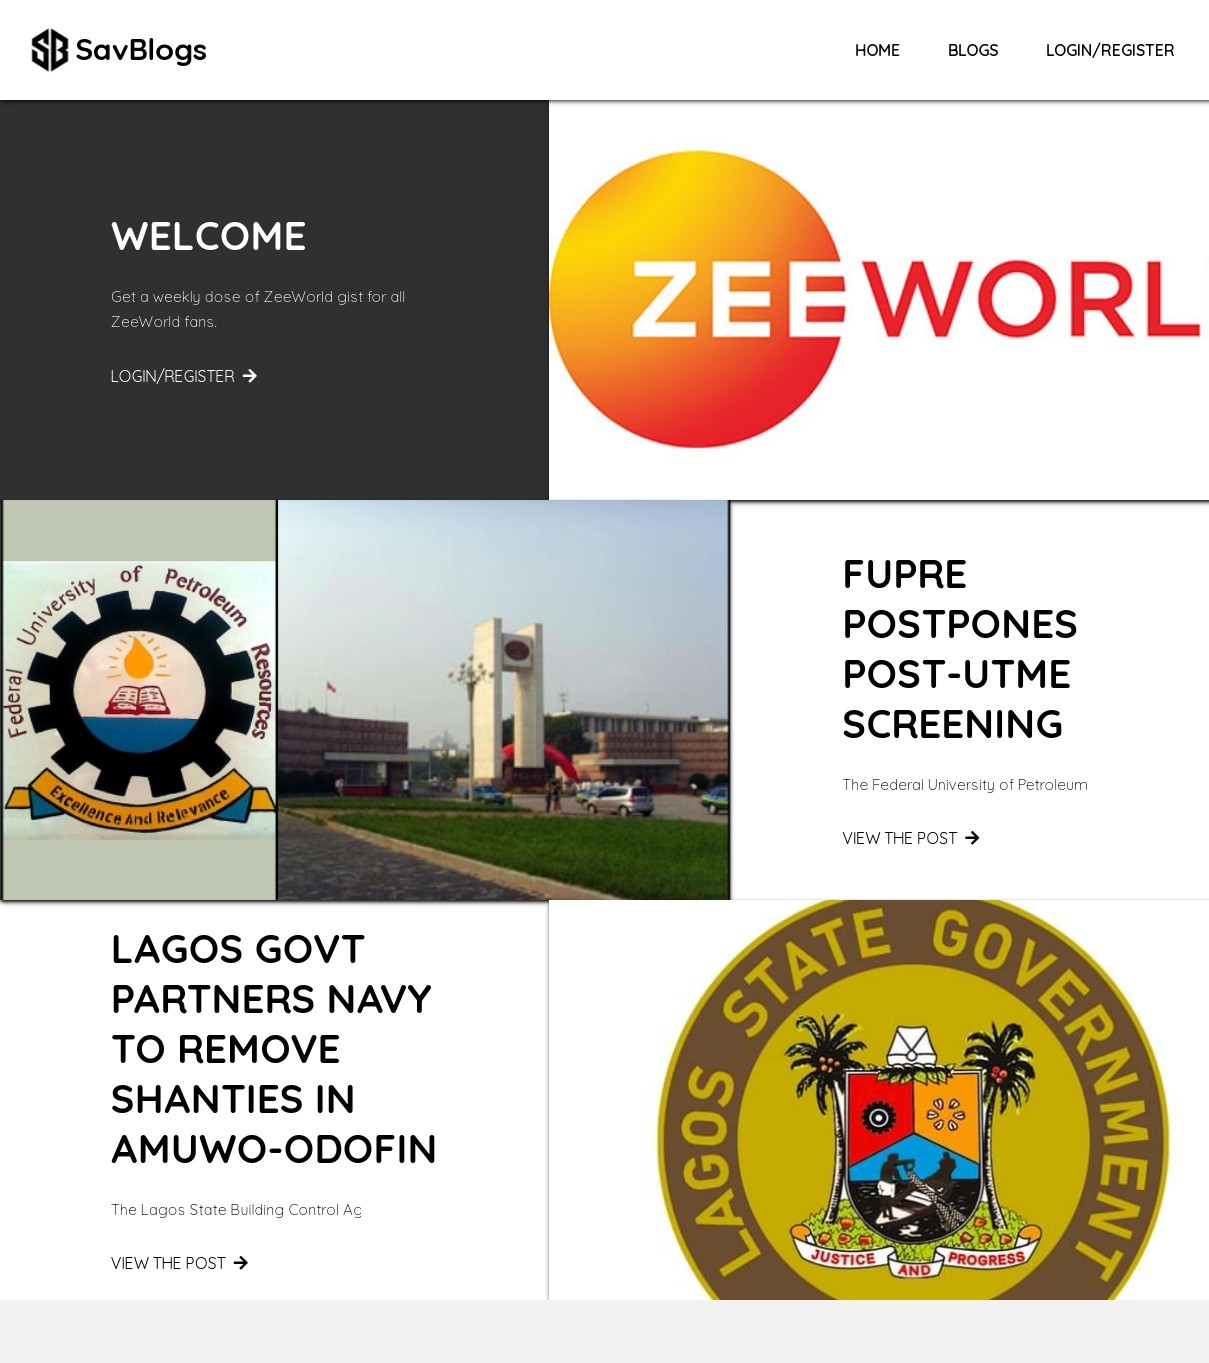 SavBlogs
HOME
BLOGS
LOGIN/REGISTER
WELCOME
Get a weekly dose of ZeeWorld gist for all
ZeeWorld fans.
LOGIN/REGISTER
ZEEWORL
Federal University of Petroleum Resources
Excellence And Relevance
FUPRE
POSTPONES
POST-UTME
SCREENING
The Federal University of Petroleum
VIEW THE POST
LAGOS GOVT
PARTNERS NAVY
TO REMOVE
SHANTIES IN
AMUWO-ODOFIN
The Lagos State Building Control Ag
VIEW THE POST
LAGOS STATE GOVERNMENT
JUSTICE AND PROGRESS